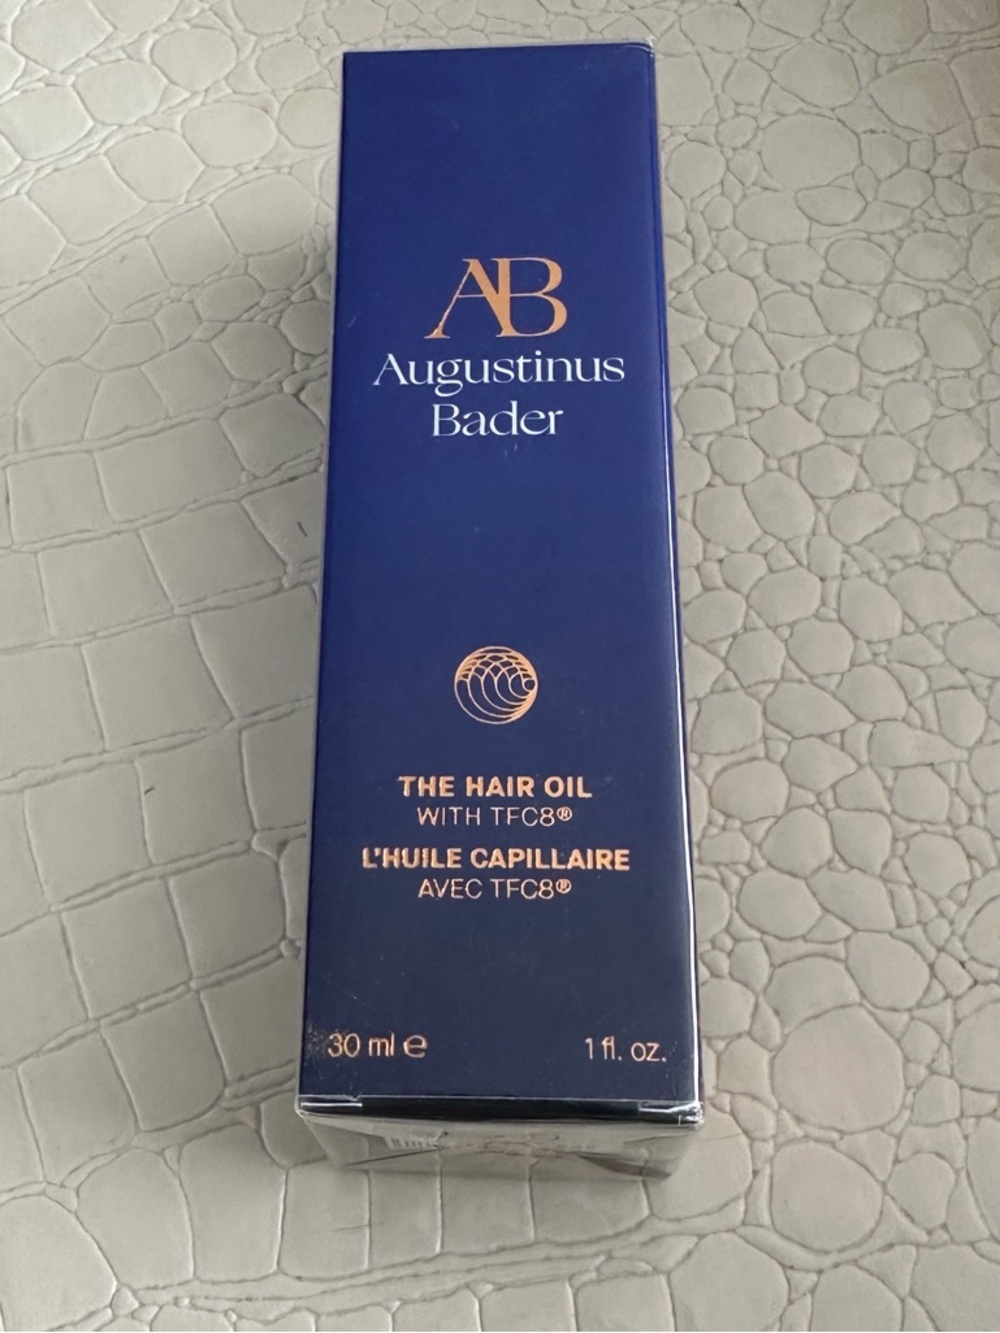 AB
Augustinus
Bader
THE HAIR OIL
WITH TFC8®
L'HUILE CAPILLAIRE
AVEC TFC8®
30 ml ℮
1 fl. oz.